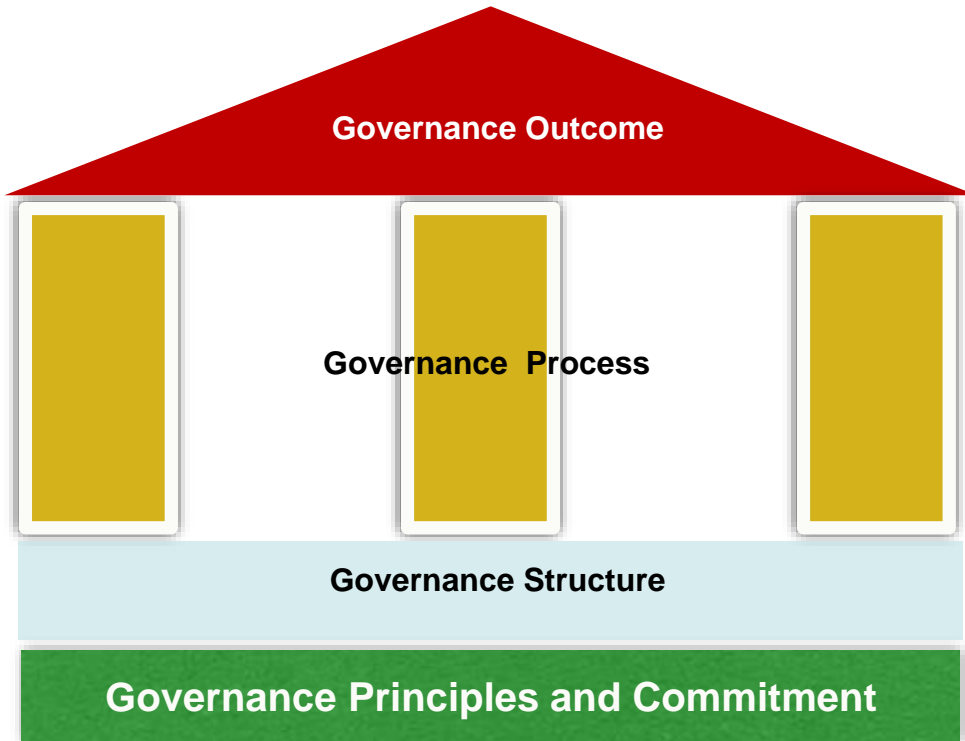 Governance Outcome
Governance  Process
Governance Structure
Governance Principles and Commitment